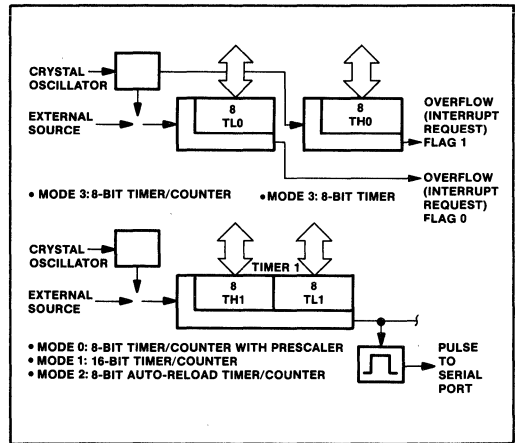 CRYSTAL
OSCILLATOR
EXTERNAL
SOURCE
8
TL0
8
TH0
OVERFLOW
(INTERRUPT
REQUEST)
FLAG 1
OVERFLOW
(INTERRUPT
REQUEST)
FLAG 0
• MODE 3: 8-BIT TIMER/COUNTER
• MODE 3: 8-BIT TIMER
CRYSTAL
OSCILLATOR
EXTERNAL
SOURCE
TIMER 1
8
TH1
8
TL1
• MODE 0: 8-BIT TIMER/COUNTER WITH PRESCALER
• MODE 1: 16-BIT TIMER/COUNTER
• MODE 2: 8-BIT AUTO-RELOAD TIMER/COUNTER
PULSE
TO
SERIAL
PORT